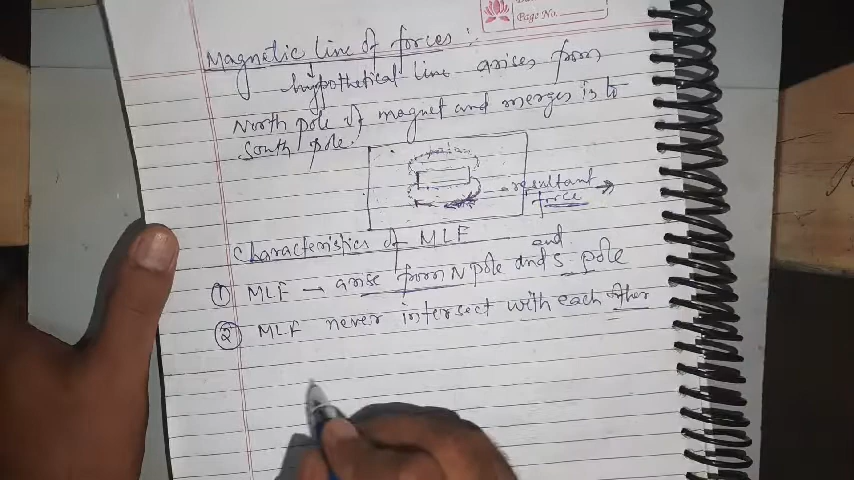 Page No.
Magnetic line of forces :-
hypothetical line arises from
North pole of magnet and merges is to
South pole.
resultant
force
Characteristics of MLF
and
① MLF → arise from N pole and S pole
② MLF never intersect with each other